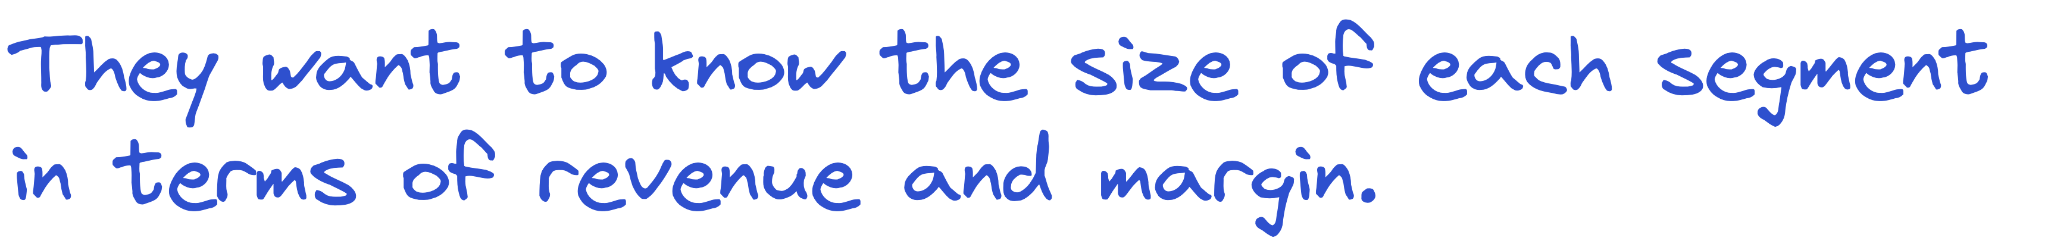 They want to know the size of each segment
in terms of revenue and margin.